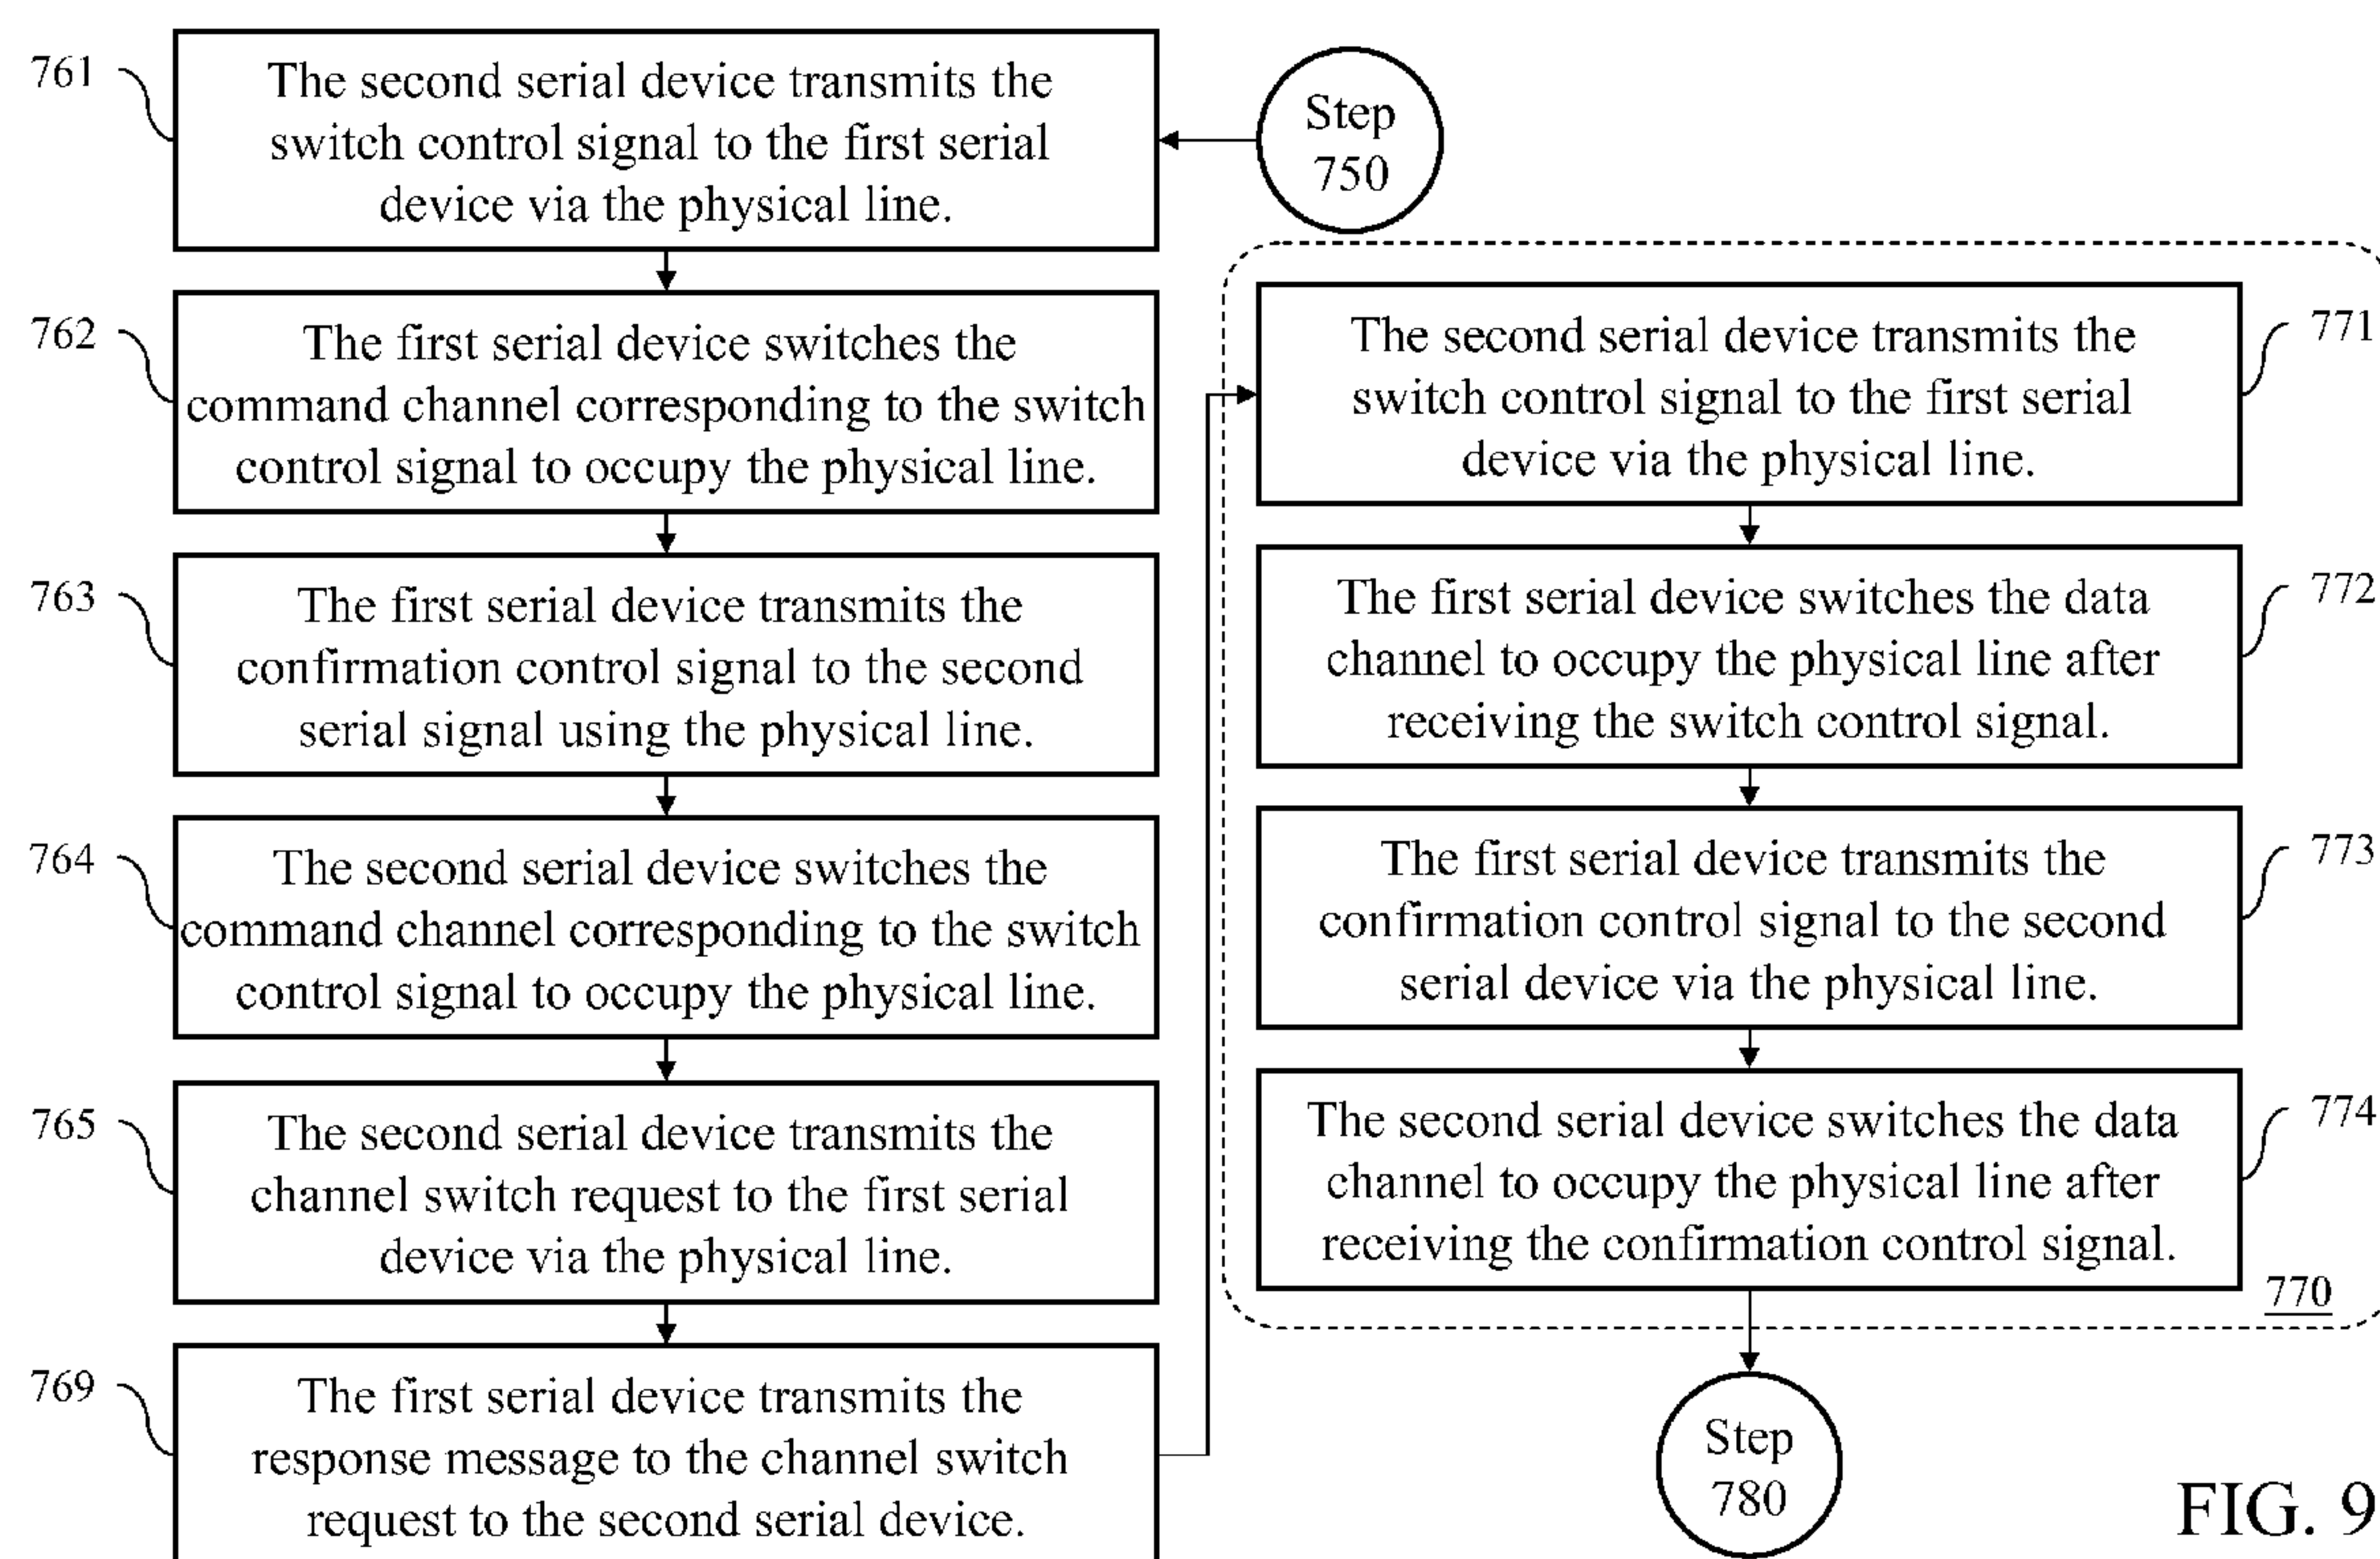 761
The second serial device transmits the
switch control signal to the first serial
device via the physical line.
Step
750
762
The first serial device switches the
command channel corresponding to the switch
control signal to occupy the physical line.
763
The first serial device transmits the
confirmation control signal to the second
serial signal using the physical line.
764
The second serial device switches the
command channel corresponding to the switch
control signal to occupy the physical line.
765
The second serial device transmits the
channel switch request to the first serial
device via the physical line.
769
The first serial device transmits the
response message to the channel switch
request to the second serial device.
771
The second serial device transmits the
switch control signal to the first serial
device via the physical line.
772
The first serial device switches the data
channel to occupy the physical line after
receiving the switch control signal.
773
The first serial device transmits the
confirmation control signal to the second
serial device via the physical line.
774
The second serial device switches the data
channel to occupy the physical line after
receiving the confirmation control signal.
770
Step
780
FIG. 9